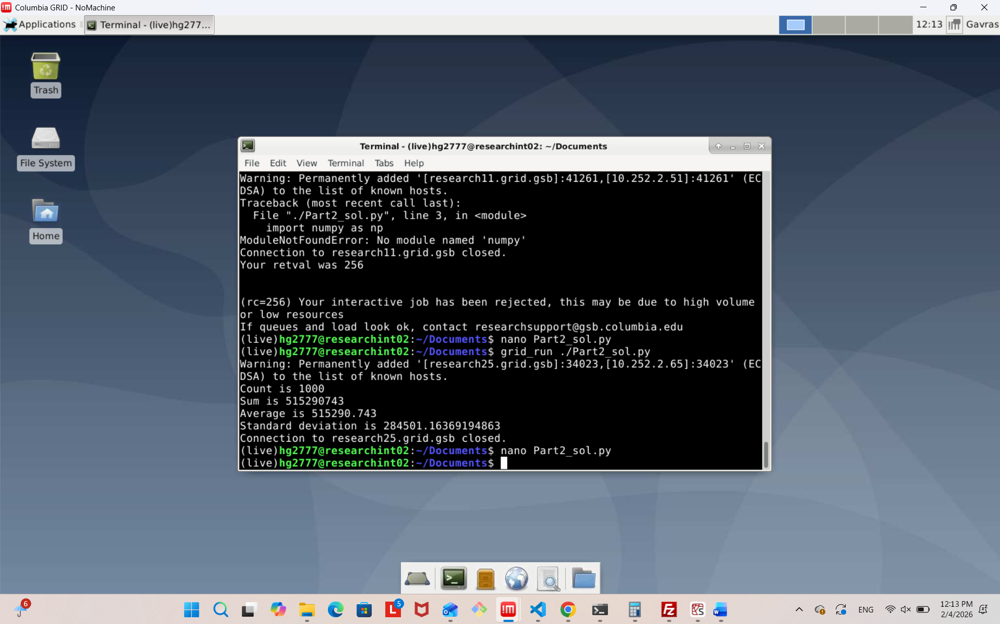 Columbia GRID - NoMachine
Applications
Terminal - (live)hg277...
12:13
Gavras
Trash
File System
Home
Terminal - (live)hg2777@researchint02: ~/Documents
File Edit View Terminal Tabs Help
Warning: Permanently added '[research11.grid.gsb]:41261,[10.252.2.51]:41261' (EC
DSA) to the list of known hosts.
Traceback (most recent call last):
  File "./Part2_sol.py", line 3, in <module>
    import numpy as np
ModuleNotFoundError: No module named 'numpy'
Connection to research11.grid.gsb closed.
Your retval was 256
(rc=256) Your interactive job has been rejected, this may be due to high volume
or low resources
If queues and load look ok, contact researchsupport@gsb.columbia.edu
(live)hg2777@researchint02:~/Documents$ nano Part2_sol.py
(live)hg2777@researchint02:~/Documents$ grid_run ./Part2_sol.py
Warning: Permanently added '[research25.grid.gsb]:34023,[10.252.2.65]:34023' (EC
DSA) to the list of known hosts.
Count is 1000
Sum is 515290743
Average is 515290.743
Standard deviation is 284501.16369194863
Connection to research25.grid.gsb closed.
(live)hg2777@researchint02:~/Documents$ nano Part2_sol.py
(live)hg2777@researchint02:~/Documents$
6
5
ENG
12:13 PM
2/4/2026